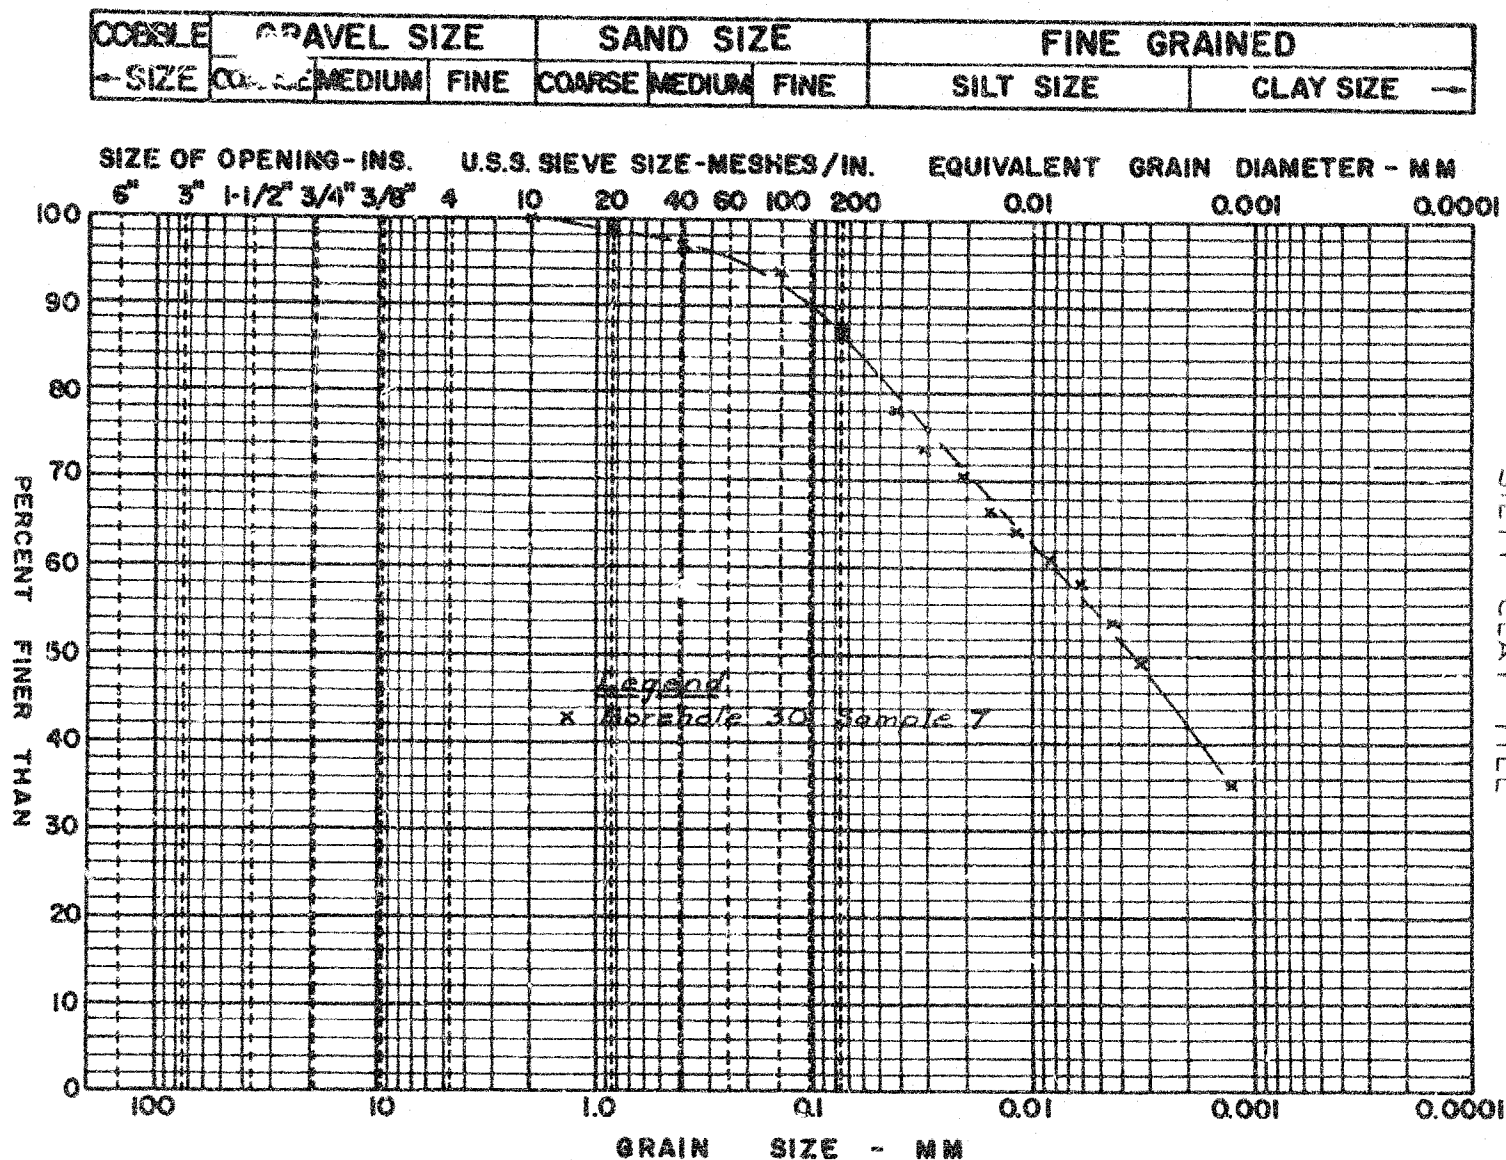 COBBLE GRAVEL SIZE SAND SIZE FINE GRAINED
←SIZE COARSE MEDIUM FINE COARSE MEDIUM FINE SILT SIZE CLAY SIZE →
SIZE OF OPENING-INS. U.S.S. SIEVE SIZE-MESHES/IN. EQUIVALENT GRAIN DIAMETER - MM
6" 3" 1-1/2" 3/4" 3/8" 4 10 20 40 60 100 200 0.01 0.001 0.0001
100
90
80
70
60
50
40
30
20
10
0
PERCENT FINER THAN
Legend
x Borehole 30 Sample 7
100 10 1.0 0.1 0.01 0.001 0.0001
GRAIN SIZE - MM